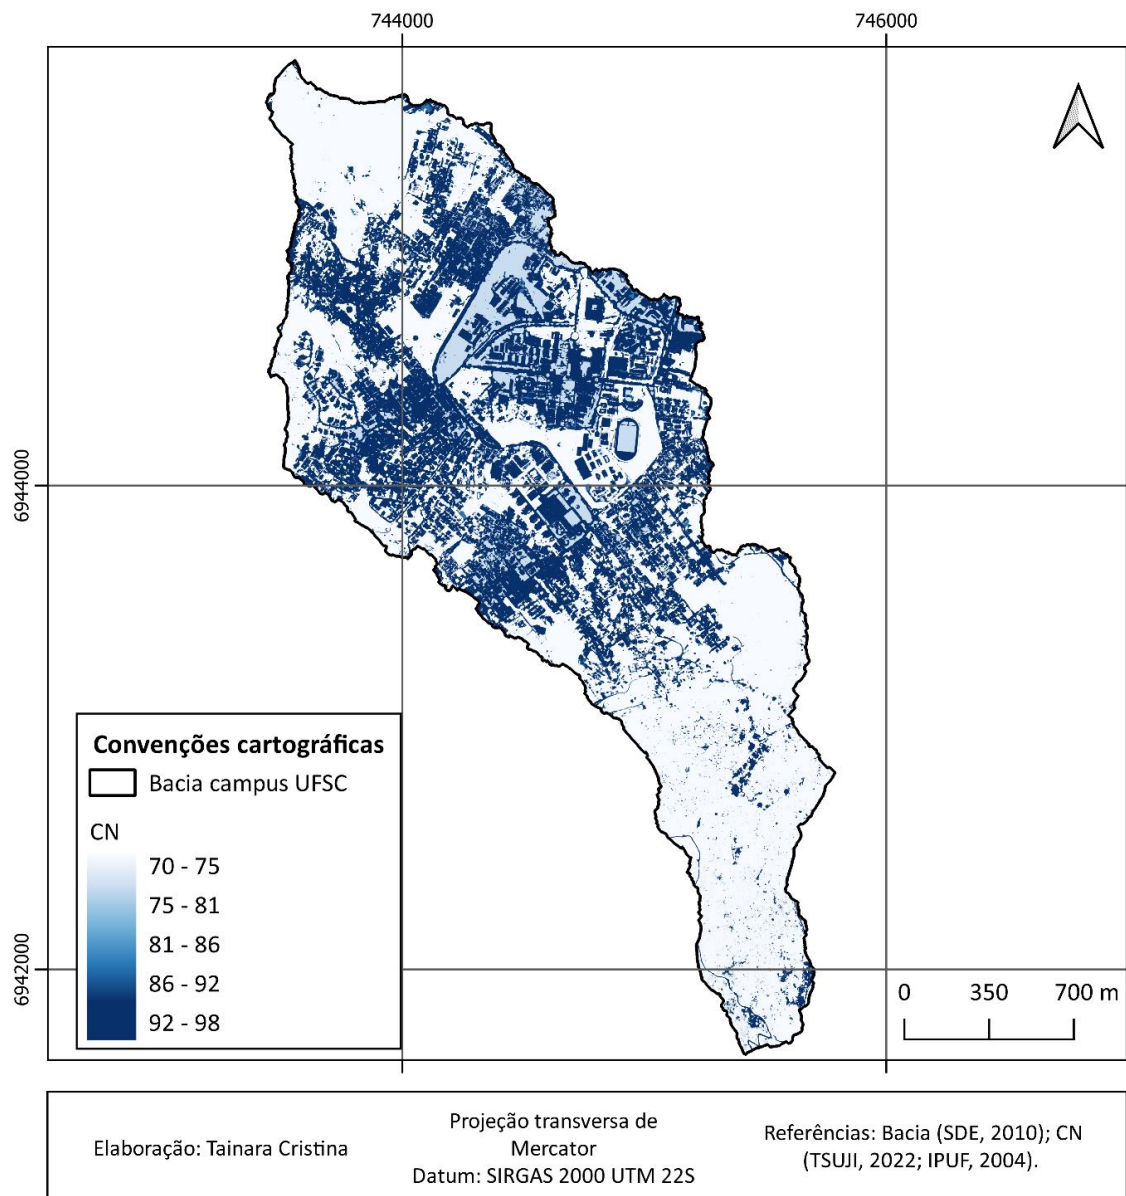 744000
746000
6944000
6942000
Convenções cartográficas
Bacia campus UFSC
CN
70 - 75
75 - 81
81 - 86
86 - 92
92 - 98
0 350 700 m
Elaboração: Tainara Cristina
Projeção transversa de
Mercator
Datum: SIRGAS 2000 UTM 22S
Referências: Bacia (SDE, 2010); CN
(TSUJI, 2022; IPUF, 2004).